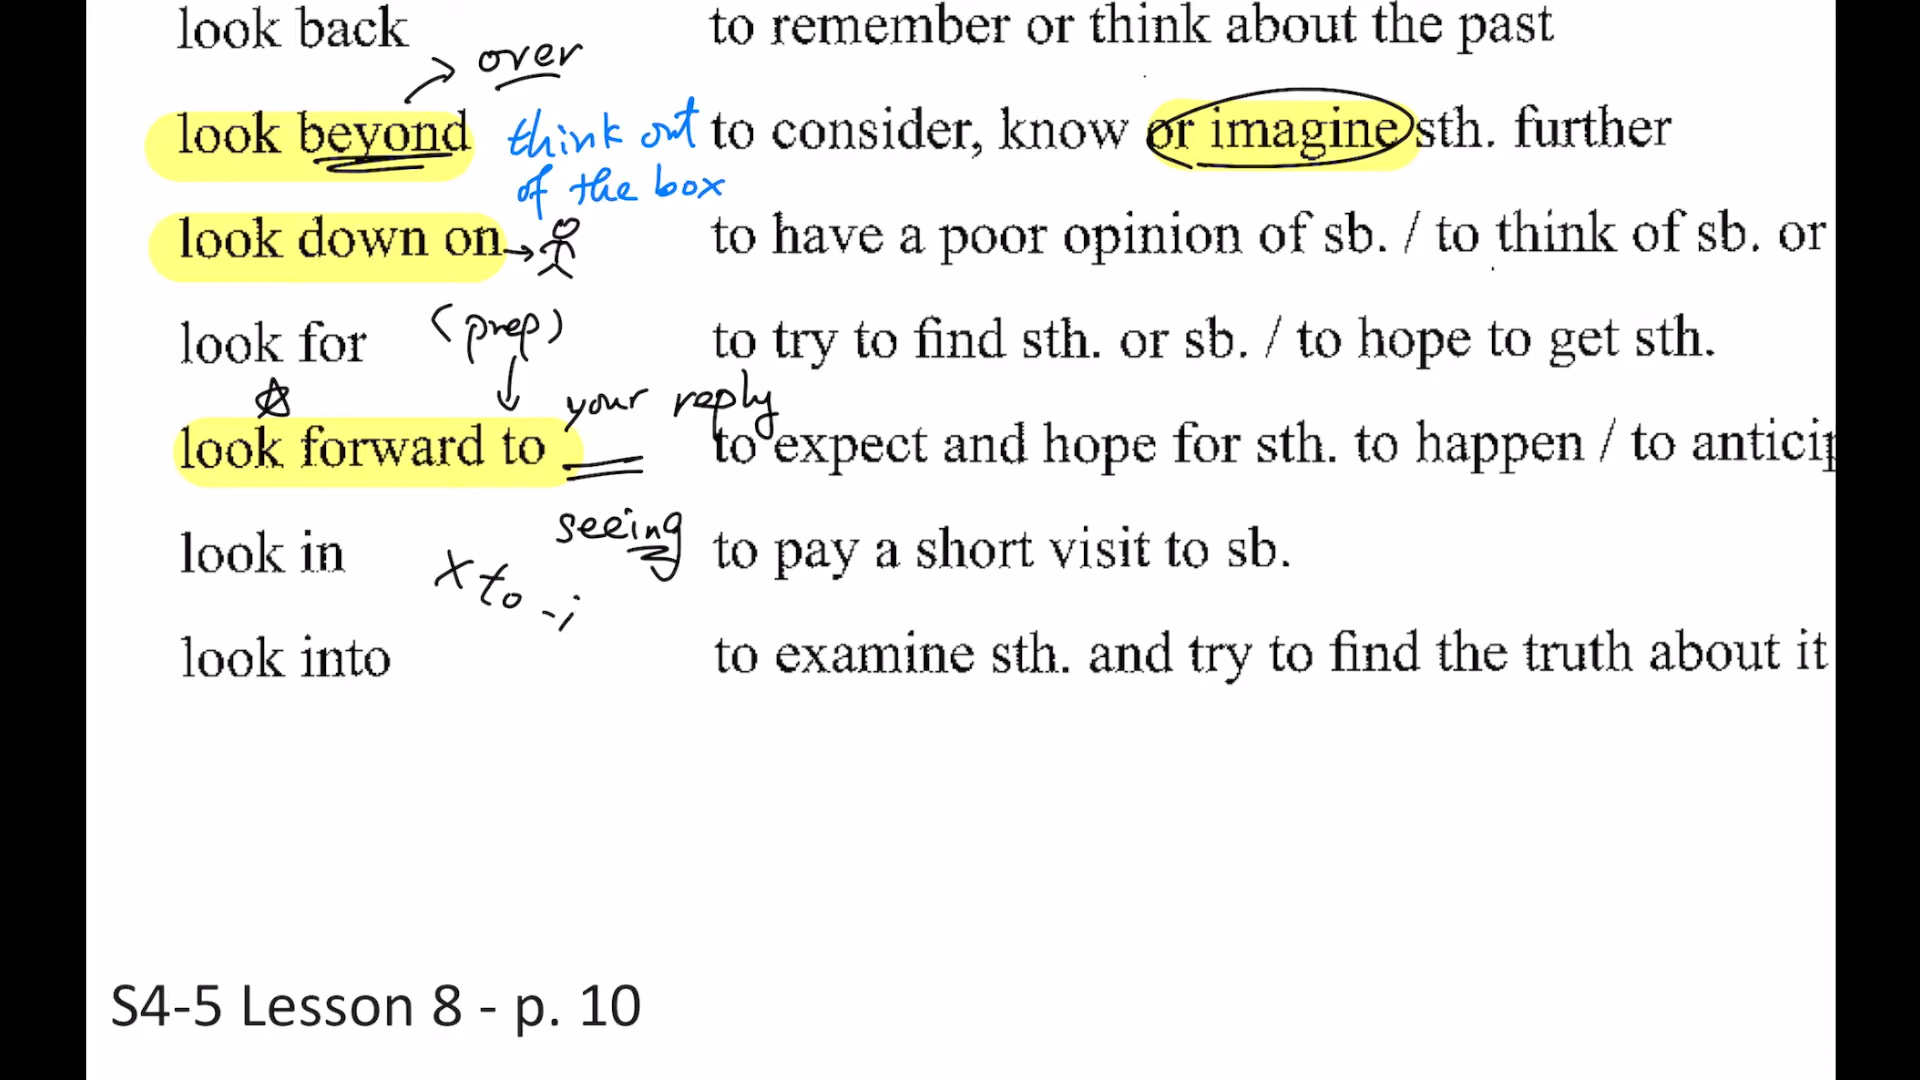 look back to remember or think about the past
over
look beyond think out to consider, know or imagine sth. further
of the box
look down on to have a poor opinion of sb. / to think of sb. or
look for (prep) to try to find sth. or sb. / to hope to get sth.
your reply
look forward to to expect and hope for sth. to happen / to anticip
seeing
look in to pay a short visit to sb.
x to -i
look into to examine sth. and try to find the truth about it
S4-5 Lesson 8 - p. 10